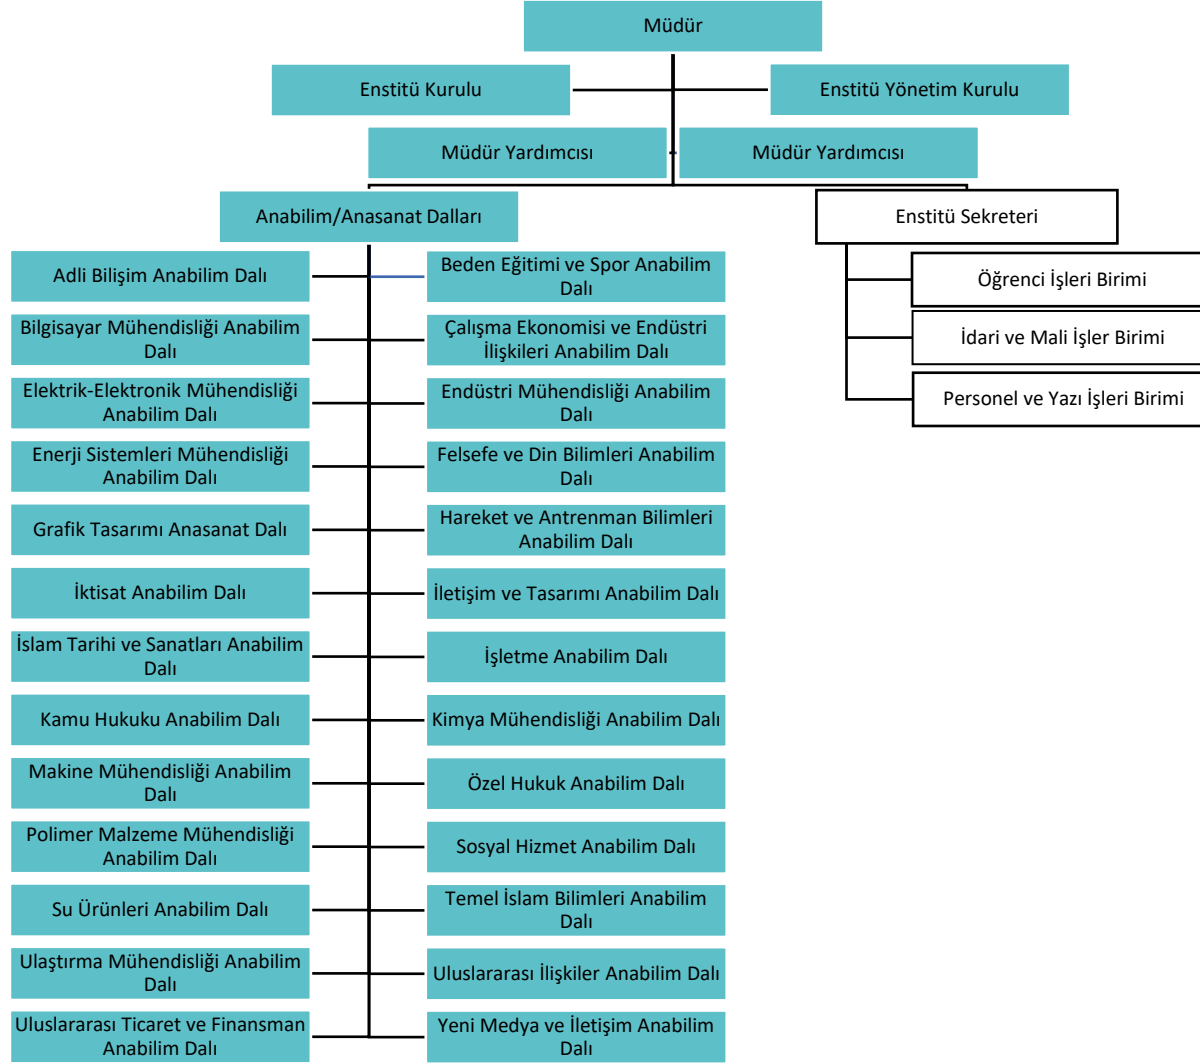 Müdür
Enstitü Kurulu
Enstitü Yönetim Kurulu
Müdür Yardımcısı
Müdür Yardımcısı
Anabilim/Anasanat Dalları
Enstitü Sekreteri
Adli Bilişim Anabilim Dalı
Beden Eğitimi ve Spor Anabilim
Dalı
Öğrenci İşleri Birimi
Bilgisayar Mühendisliği Anabilim
Dalı
Çalışma Ekonomisi ve Endüstri
İlişkileri Anabilim Dalı
İdari ve Mali İşler Birimi
Elektrik-Elektronik Mühendisliği
Anabilim Dalı
Endüstri Mühendisliği Anabilim
Dalı
Personel ve Yazı İşleri Birimi
Enerji Sistemleri Mühendisliği
Anabilim Dalı
Felsefe ve Din Bilimleri Anabilim
Dalı
Grafik Tasarımı Anasanat Dalı
Hareket ve Antrenman Bilimleri
Anabilim Dalı
İktisat Anabilim Dalı
İletişim ve Tasarımı Anabilim Dalı
İslam Tarihi ve Sanatları Anabilim
Dalı
İşletme Anabilim Dalı
Kamu Hukuku Anabilim Dalı
Kimya Mühendisliği Anabilim Dalı
Makine Mühendisliği Anabilim
Dalı
Özel Hukuk Anabilim Dalı
Polimer Malzeme Mühendisliği
Anabilim Dalı
Sosyal Hizmet Anabilim Dalı
Su Ürünleri Anabilim Dalı
Temel İslam Bilimleri Anabilim
Dalı
Ulaştırma Mühendisliği Anabilim
Dalı
Uluslararası İlişkiler Anabilim Dalı
Uluslararası Ticaret ve Finansman
Anabilim Dalı
Yeni Medya ve İletişim Anabilim
Dalı